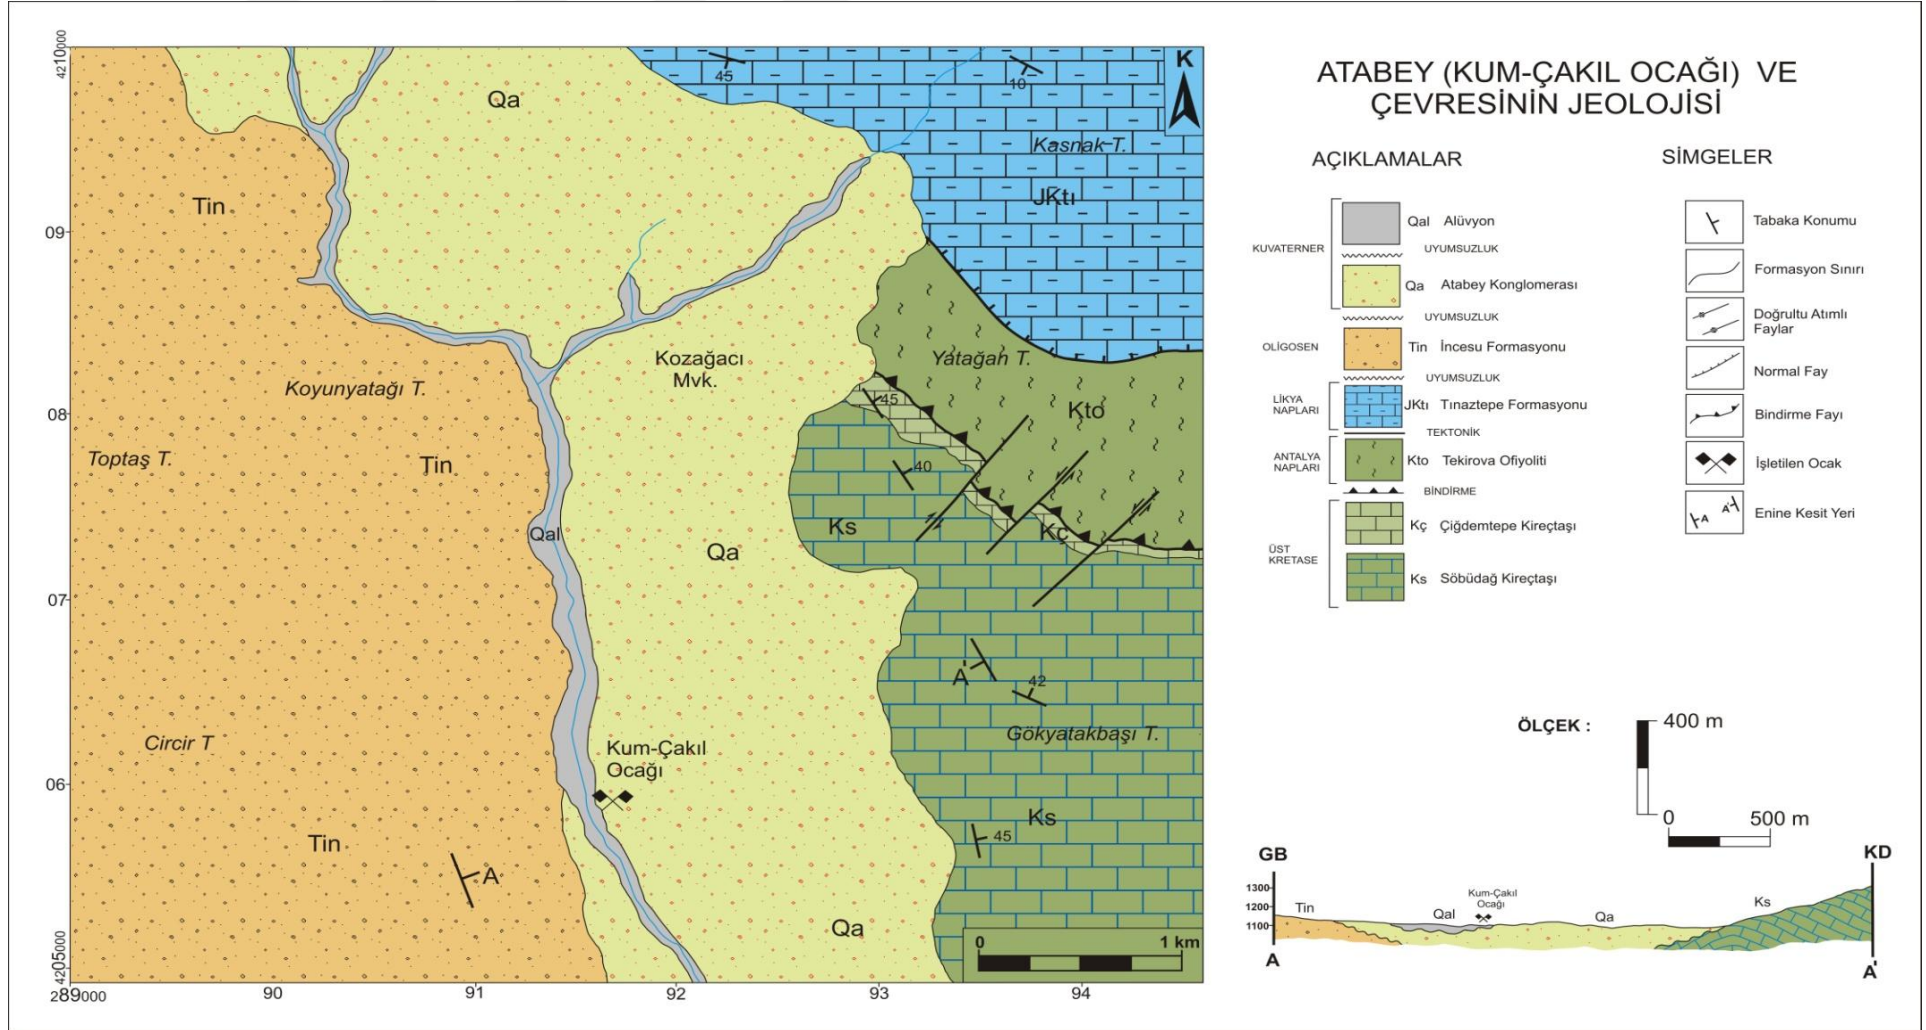 ATABEY (KUM-ÇAKIL OCAĞI) VE
ÇEVRESİNİN JEOLOJİSİ
AÇIKLAMALAR
KUVATERNER
Qal Alüvyon
UYUMSUZLUK
Qa Atabey Konglomerası
UYUMSUZLUK
OLİGOSEN
Tin İncesu Formasyonu
UYUMSUZLUK
LİKYA
NAPLARI
JKtı Tınaztepe Formasyonu
TEKTONİK
ANTALYA
NAPLARI
Kto Tekirova Ofiyoliti
BİNDİRME
ÜST
KRETASE
Kç Çiğdemtepe Kireçtaşı
Ks Söbüdağ Kireçtaşı
SİMGELER
Tabaka Konumu
Formasyon Sınırı
Doğrultu Atımlı
Faylar
Normal Fay
Bindirme Fayı
İşletilen Ocak
A A'
Enine Kesit Yeri
ÖLÇEK :
400 m
0 500 m
GB
KD
1300
1200
1100
Tin
Qal
Kum-Çakıl
Ocağı
Qa
Ks
A
A'
4210000
09
08
07
06
4205000
289000
90
91
92
93
94
K
45
10
Qa
Kasnak T.
JKtı
Tin
Kozağacı
Mvk.
Yatağan T.
Koyunyatağı T.
45
Kto
Toptaş T.
Tin
40
Qal
Ks
Kç
Qa
A'
42
Gökyatakbaşı T.
Circir T
Kum-Çakıl
Ocağı
Ks
45
Tin
A
Qa
0 1 km